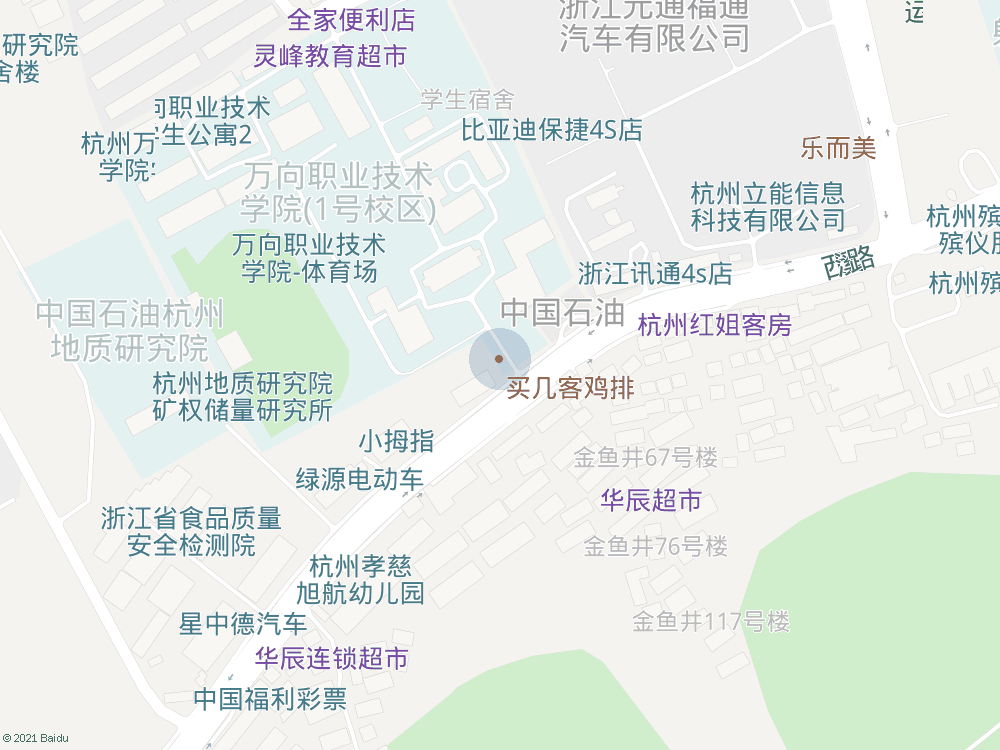 浙江元通福通
汽车有限公司
运
全家便利店
灵峰教育超市
研究院
舍楼
学生宿舍
向职业技术
生公寓2
杭州万
学院
比亚迪保捷4S店
乐而美
万向职业技术
学院(1号校区)
杭州立能信息
科技有限公司
杭州殡
殡仪服
万向职业技术
学院-体育场
西溪路
浙江讯通4s店
杭州殡
中国石油杭州
地质研究院
中国石油
杭州红姐客房
杭州地质研究院
矿权储量研究所
买几客鸡排
小拇指
金鱼井67号楼
绿源电动车
华辰超市
浙江省食品质量
安全检测院
金鱼井76号楼
杭州孝慈
旭航幼儿园
星中德汽车
金鱼井117号楼
华辰连锁超市
中国福利彩票
© 2021 Baidu